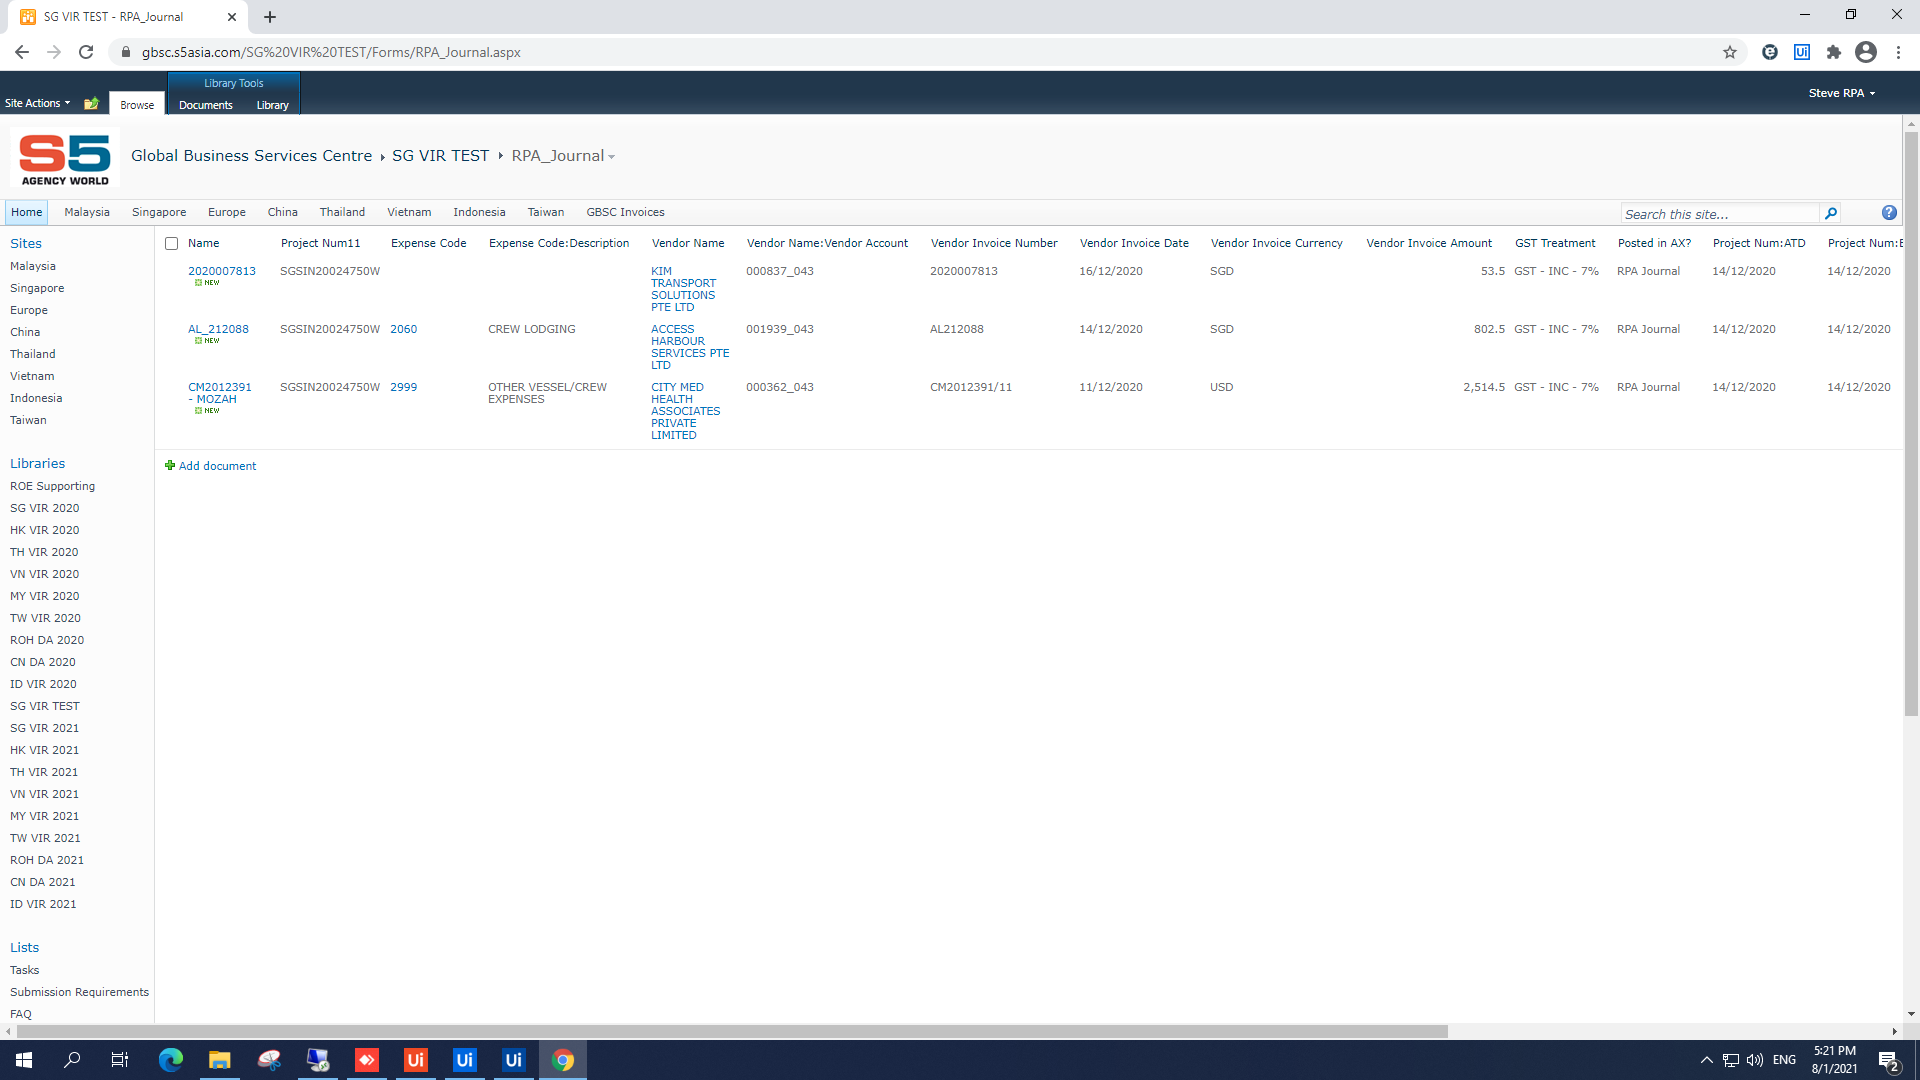 SG VIR TEST - RPA_Journal
gbsc.s5asia.com/SG%20VIR%20TEST/Forms/RPA_Journal.aspx
Library Tools
Site Actions
Browse
Documents
Library
Steve RPA
S5
AGENCY WORLD
Global Business Services Centre SG VIR TEST RPA_Journal
Home Malaysia Singapore Europe China Thailand Vietnam Indonesia Taiwan GBSC Invoices
Search this site...
Sites
Malaysia
Singapore
Europe
China
Thailand
Vietnam
Indonesia
Taiwan
Libraries
ROE Supporting
SG VIR 2020
HK VIR 2020
TH VIR 2020
VN VIR 2020
MY VIR 2020
TW VIR 2020
ROH DA 2020
CN DA 2020
ID VIR 2020
SG VIR TEST
SG VIR 2021
HK VIR 2021
TH VIR 2021
VN VIR 2021
MY VIR 2021
TW VIR 2021
ROH DA 2021
CN DA 2021
ID VIR 2021
Lists
Tasks
Submission Requirements
FAQ
Name Project Num11 Expense Code Expense Code:Description Vendor Name Vendor Name:Vendor Account Vendor Invoice Number Vendor Invoice Date Vendor Invoice Currency Vendor Invoice Amount GST Treatment Posted in AX? Project Num:ATD Project Num:E
2020007813 SGSIN20024750W KIM 000837_043 2020007813 16/12/2020 SGD 53.5 GST - INC - 7% RPA Journal 14/12/2020 14/12/2020
NEW TRANSPORT
SOLUTIONS
PTE LTD
AL_212088 SGSIN20024750W 2060 CREW LODGING ACCESS 001939_043 AL212088 14/12/2020 SGD 802.5 GST - INC - 7% RPA Journal 14/12/2020 14/12/2020
NEW HARBOUR
SERVICES PTE
LTD
CM2012391 SGSIN20024750W 2999 OTHER VESSEL/CREW CITY MED 000362_043 CM2012391/11 11/12/2020 USD 2,514.5 GST - INC - 7% RPA Journal 14/12/2020 14/12/2020
- MOZAH EXPENSES HEALTH
NEW ASSOCIATES
PRIVATE
LIMITED
Add document
Ui Ui Ui
ENG
5:21 PM
8/1/2021
2